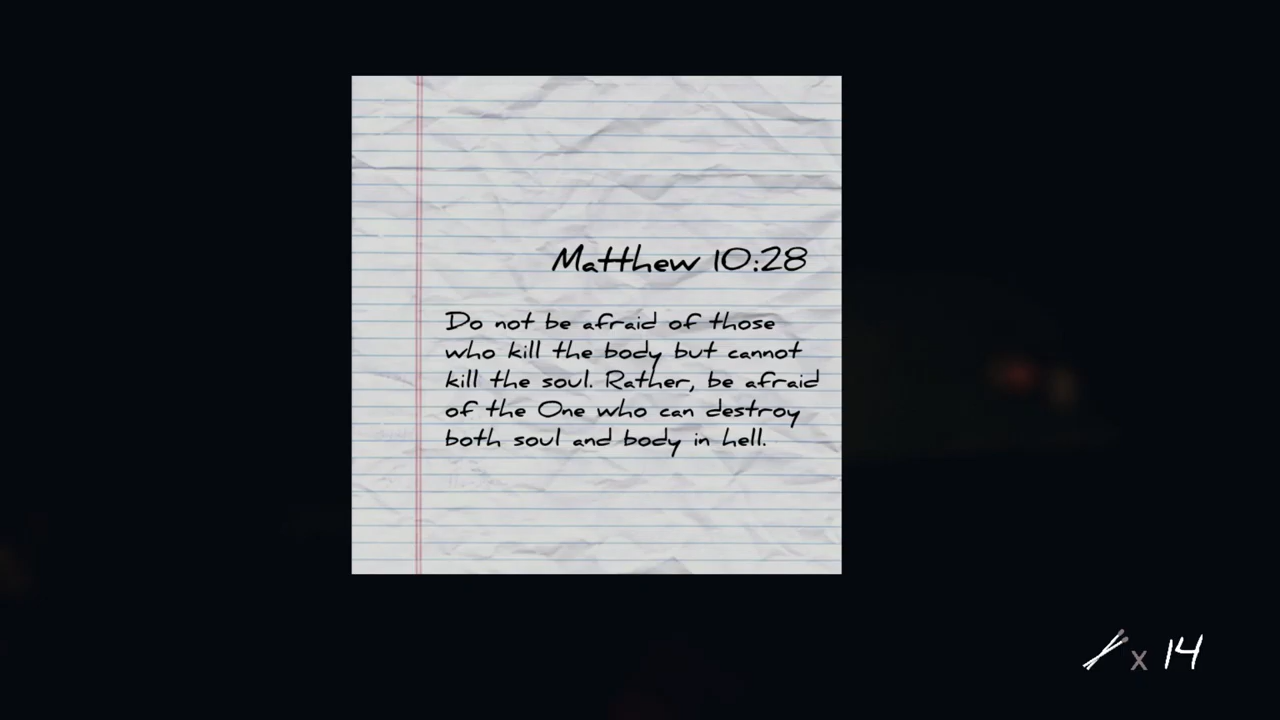 Matthew 10:28
Do not be afraid of those
who kill the body but cannot
kill the soul. Rather, be afraid
of the One who can destroy
both soul and body in hell.
x 14